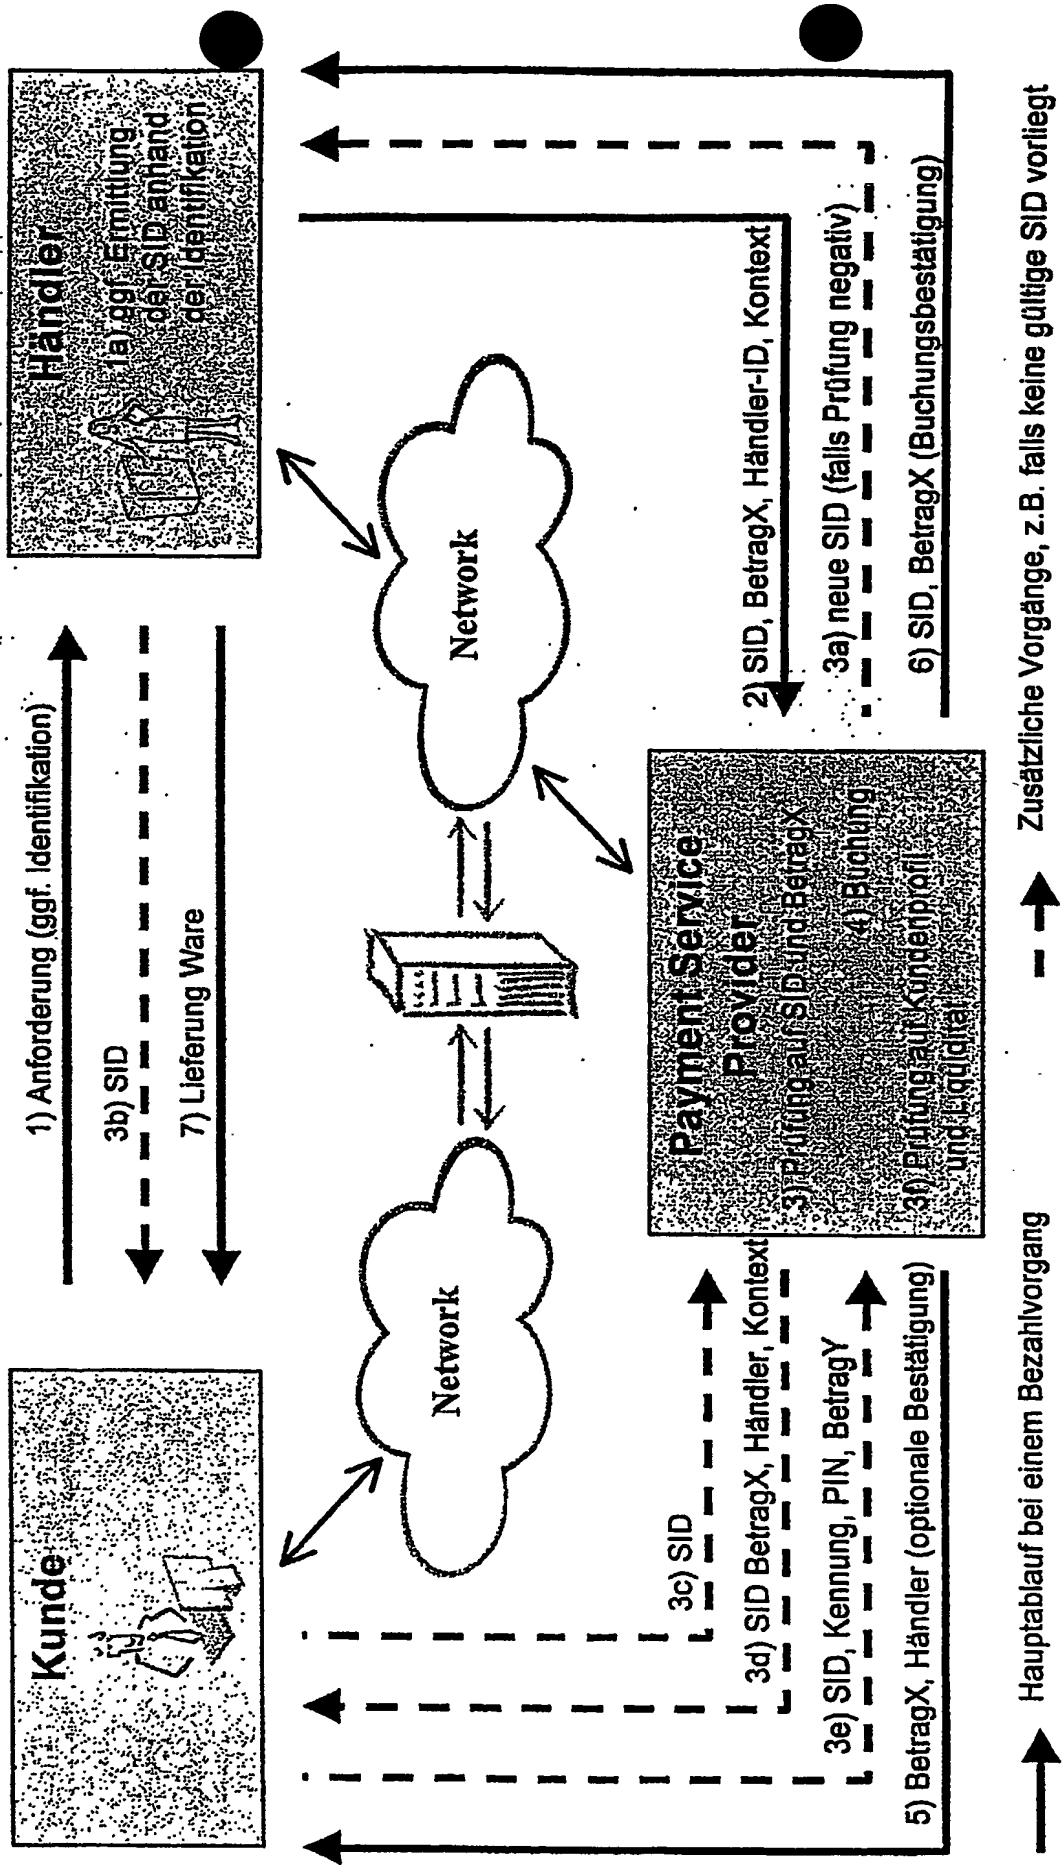 Kunde
1) Anforderung (ggf. Identifikation)
3b) SID
7) Lieferung Ware
Händler
1a) ggf. Ermittlung
der SID anhand
der Identifikation
Network
Network
3c) SID
3d) SID BetragX, Händler, Kontext
3e) SID, Kennung, PIN, BetragY
5) BetragX, Händler (optionale Bestätigung)
Payment Service
Provider
3) Prüfung auf SID und BetragX
4) Buchung
3f) Prüfung auf Kundenprofil
und Liquidität
2) SID, BetragX, Händler-ID, Kontext
3a) neue SID (falls Prüfung negativ)
6) SID, BetragX (Buchungsbestätigung)
Hauptablauf bei einem Bezahlvorgang
Zusätzliche Vorgänge, z.B. falls keine gültige SID vorliegt